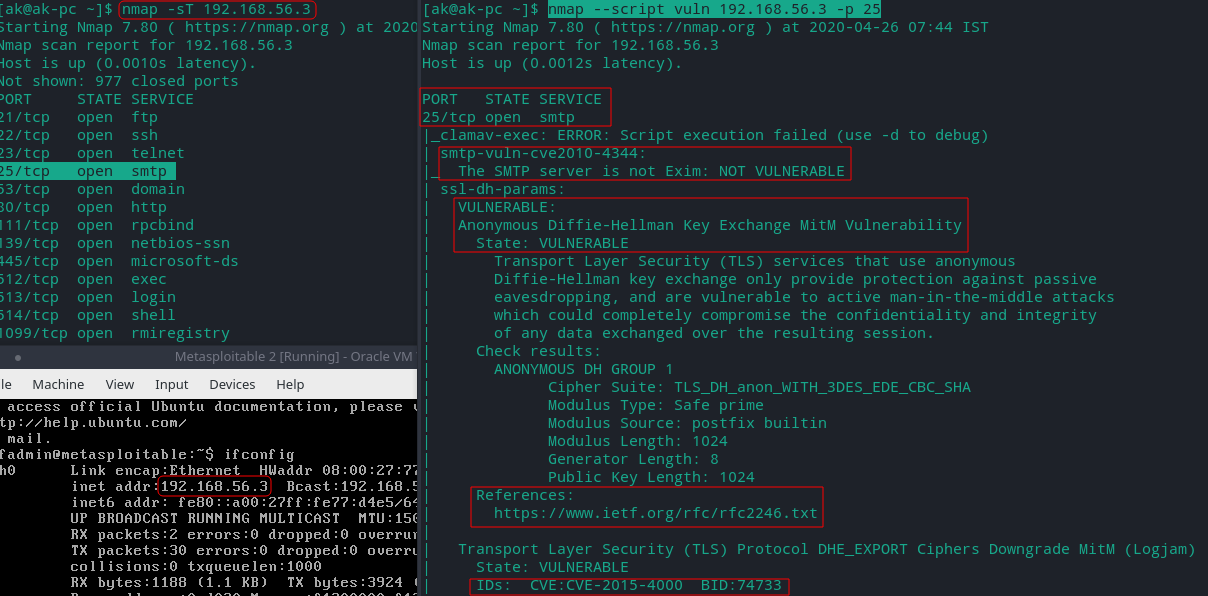 [ak@ak-pc ~]$ nmap -sT 192.168.56.3
Starting Nmap 7.80 ( https://nmap.org ) at 2020
Nmap scan report for 192.168.56.3
Host is up (0.0010s latency).
Not shown: 977 closed ports
PORT STATE SERVICE
21/tcp open ftp
22/tcp open ssh
23/tcp open telnet
25/tcp open smtp
53/tcp open domain
80/tcp open http
111/tcp open rpcbind
139/tcp open netbios-ssn
445/tcp open microsoft-ds
512/tcp open exec
513/tcp open login
514/tcp open shell
1099/tcp open rmiregistry
Metasploitable 2 [Running] - Oracle VM
le Machine View Input Devices Help
access official Ubuntu documentation, please
tp://help.ubuntu.com/
mail.
fadmin@metasploitable:~$ ifconfig
h0 Link encap:Ethernet HWaddr 08:00:27:77
inet addr:192.168.56.3 Bcast:192.168.5
inet6 addr: fe80::a00:27ff:fe77:d4e5/64
UP BROADCAST RUNNING MULTICAST MTU:150
RX packets:2 errors:0 dropped:0 overru
TX packets:30 errors:0 dropped:0 overru
collisions:0 txqueuelen:1000
RX bytes:1188 (1.1 KB) TX bytes:3924 (
[ak@ak-pc ~]$ nmap --script vuln 192.168.56.3 -p 25
Starting Nmap 7.80 ( https://nmap.org ) at 2020-04-26 07:44 IST
Nmap scan report for 192.168.56.3
Host is up (0.0012s latency).
PORT STATE SERVICE
25/tcp open smtp
|_clamav-exec: ERROR: Script execution failed (use -d to debug)
| smtp-vuln-cve2010-4344:
|_ The SMTP server is not Exim: NOT VULNERABLE
| ssl-dh-params:
| VULNERABLE:
| Anonymous Diffie-Hellman Key Exchange MitM Vulnerability
| State: VULNERABLE
| Transport Layer Security (TLS) services that use anonymous
| Diffie-Hellman key exchange only provide protection against passive
| eavesdropping, and are vulnerable to active man-in-the-middle attacks
| which could completely compromise the confidentiality and integrity
| of any data exchanged over the resulting session.
| Check results:
| ANONYMOUS DH GROUP 1
| Cipher Suite: TLS_DH_anon_WITH_3DES_EDE_CBC_SHA
| Modulus Type: Safe prime
| Modulus Source: postfix builtin
| Modulus Length: 1024
| Generator Length: 8
| Public Key Length: 1024
| References:
| https://www.ietf.org/rfc/rfc2246.txt
|
| Transport Layer Security (TLS) Protocol DHE_EXPORT Ciphers Downgrade MitM (Logjam)
| State: VULNERABLE
| IDs: CVE:CVE-2015-4000 BID:74733